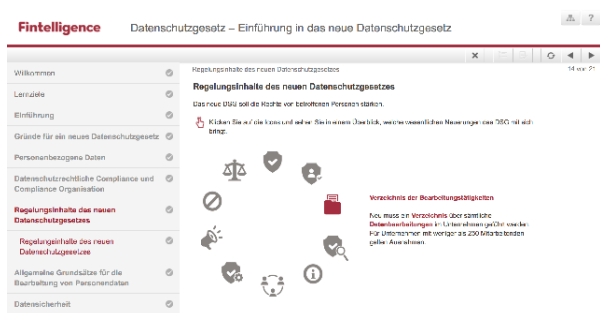 Fintelligence
Datenschutzgesetz – Einführung in das neue Datenschutzgesetz
?
Willkommen
Lernziele
Einführung
Gründe für ein neues Datenschutzgesetz
Personenbezogene Daten
Datenschutzrechtliche Compliance und
Compliance Organisation
Regelungsinhalte des neuen
Datenschutzgesetzes
Regelungsinhalte des neuen
Datenschutzgesetzes
Allgemeine Grundsätze für die
Bearbeitung von Personendaten
Datensicherheit
Regelungsinhalte des neuen Datenschutzgesetzes
14 von 21
Regelungsinhalte des neuen Datenschutzgesetzes
Das neue DSG soll die Rechte von betroffenen Personen stärken.
Klicken Sie auf die Icons und sehen Sie in einem Überblick, welche wesentlichen Neuerungen das DSG mit sich
bringt.
Verzeichnis der Bearbeitungstätigkeiten
Neu muss ein Verzeichnis über sämtliche
Datenbearbeitungen im Unternehmen geführt werden.
Für Unternehmen mit weniger als 250 Mitarbeitenden
gelten Ausnahmen.